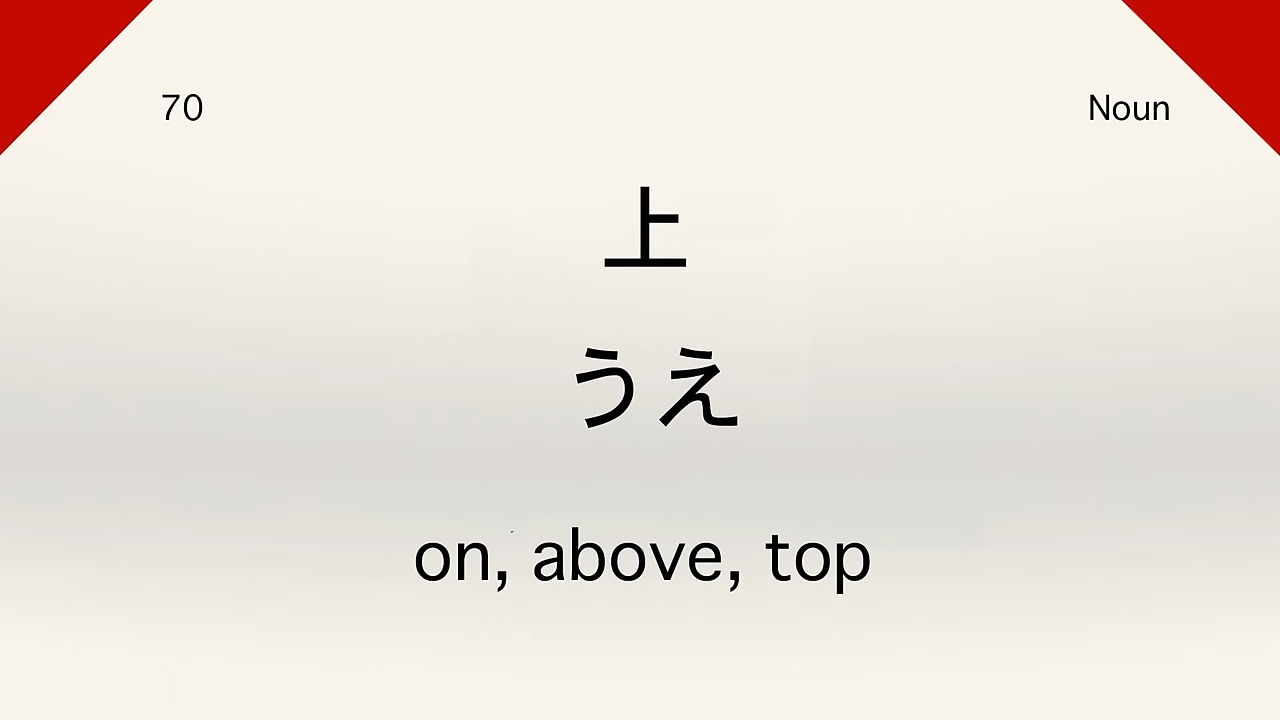 70
Noun
上
うえ
on, above, top